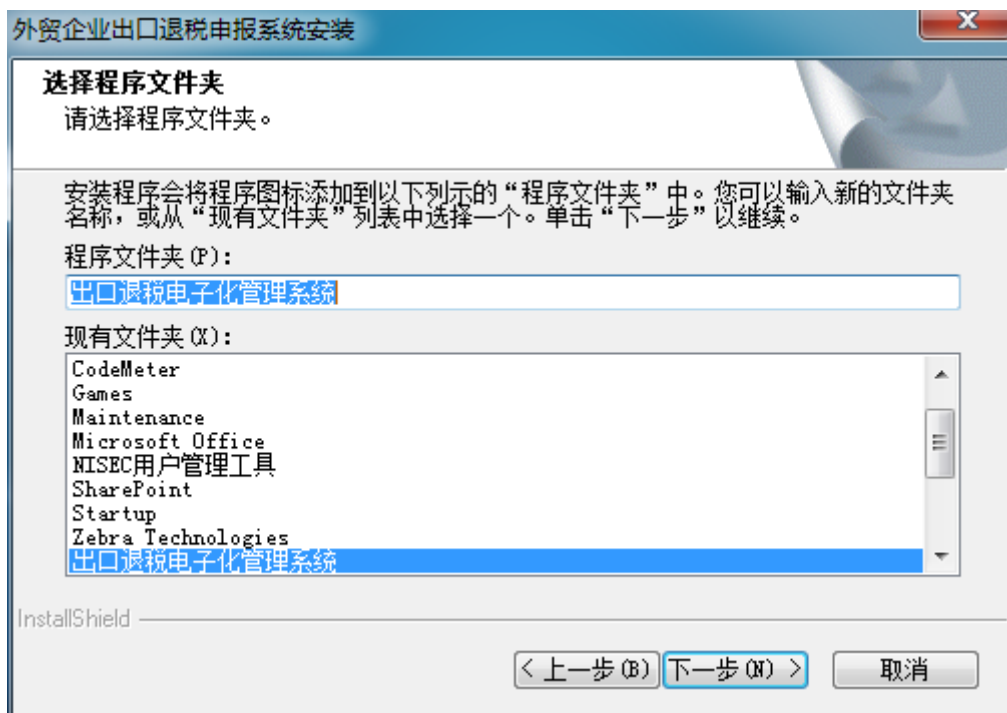 外贸企业出口退税申报系统安装
选择程序文件夹
请选择程序文件夹。
安装程序会将程序图标添加到以下列示的“程序文件夹”中。您可以输入新的文件夹
名称，或从“现有文件夹”列表中选择一个。单击“下一步”以继续。
程序文件夹(P)：
出口退税电子化管理系统
现有文件夹(X)：
CodeMeter
Games
Maintenance
Microsoft Office
NISEC用户管理工具
SharePoint
Startup
Zebra Technologies
出口退税电子化管理系统
InstallShield
< 上一步(B) 下一步(N) > 取消